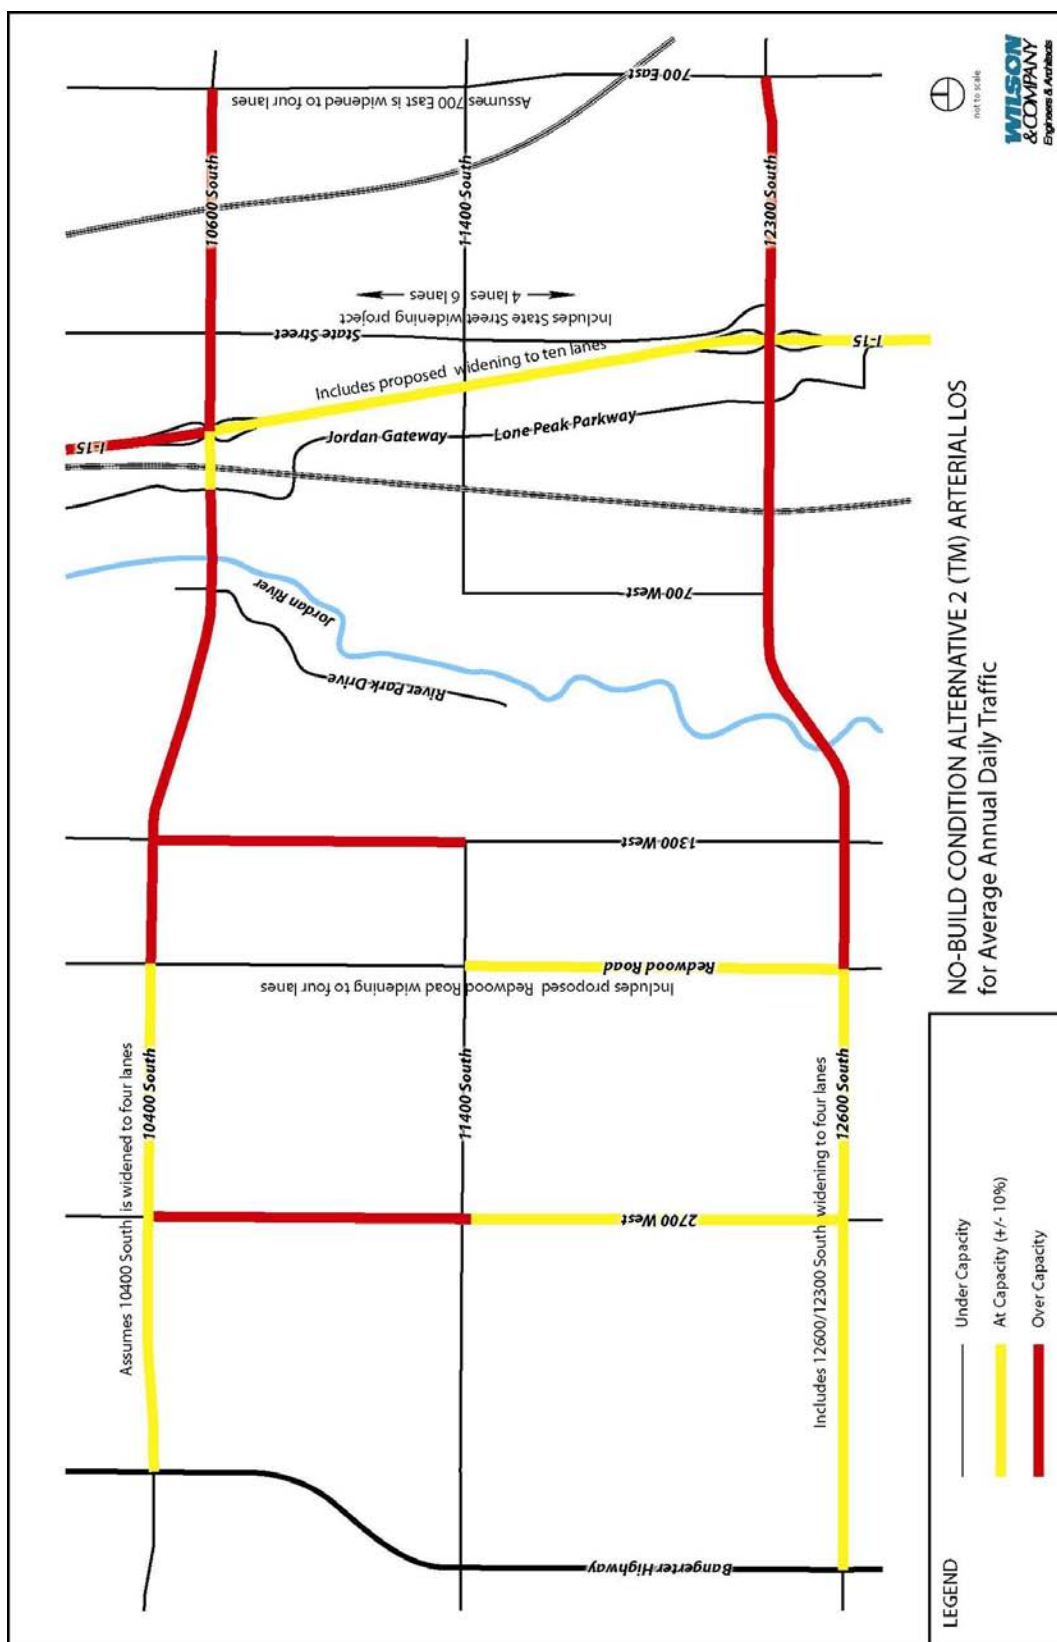 700 East
Assumes 700 East is widened to four lanes
10600 South
11400 South
12300 South
4 lanes 6 lanes
Includes State Street widening project
State Street
I-15
Includes proposed widening to ten lanes
I-15
Jordan Gateway
Lone Peak Parkway
700 West
Jordan River
River Park Drive
1300 West
Redwood Road
Includes proposed Redwood Road widening to four lanes
Assumes 10400 South is widened to four lanes
10400 South
11400 South
12600 South
Includes 12600/12300 South widening to four lanes
2700 West
Bangerter Highway
not to scale
WILSON
& COMPANY
Engineers & Architects
NO-BUILD CONDITION ALTERNATIVE 2 (TM) ARTERIAL LOS
for Average Annual Daily Traffic
LEGEND
Under Capacity
At Capacity (+/- 10%)
Over Capacity